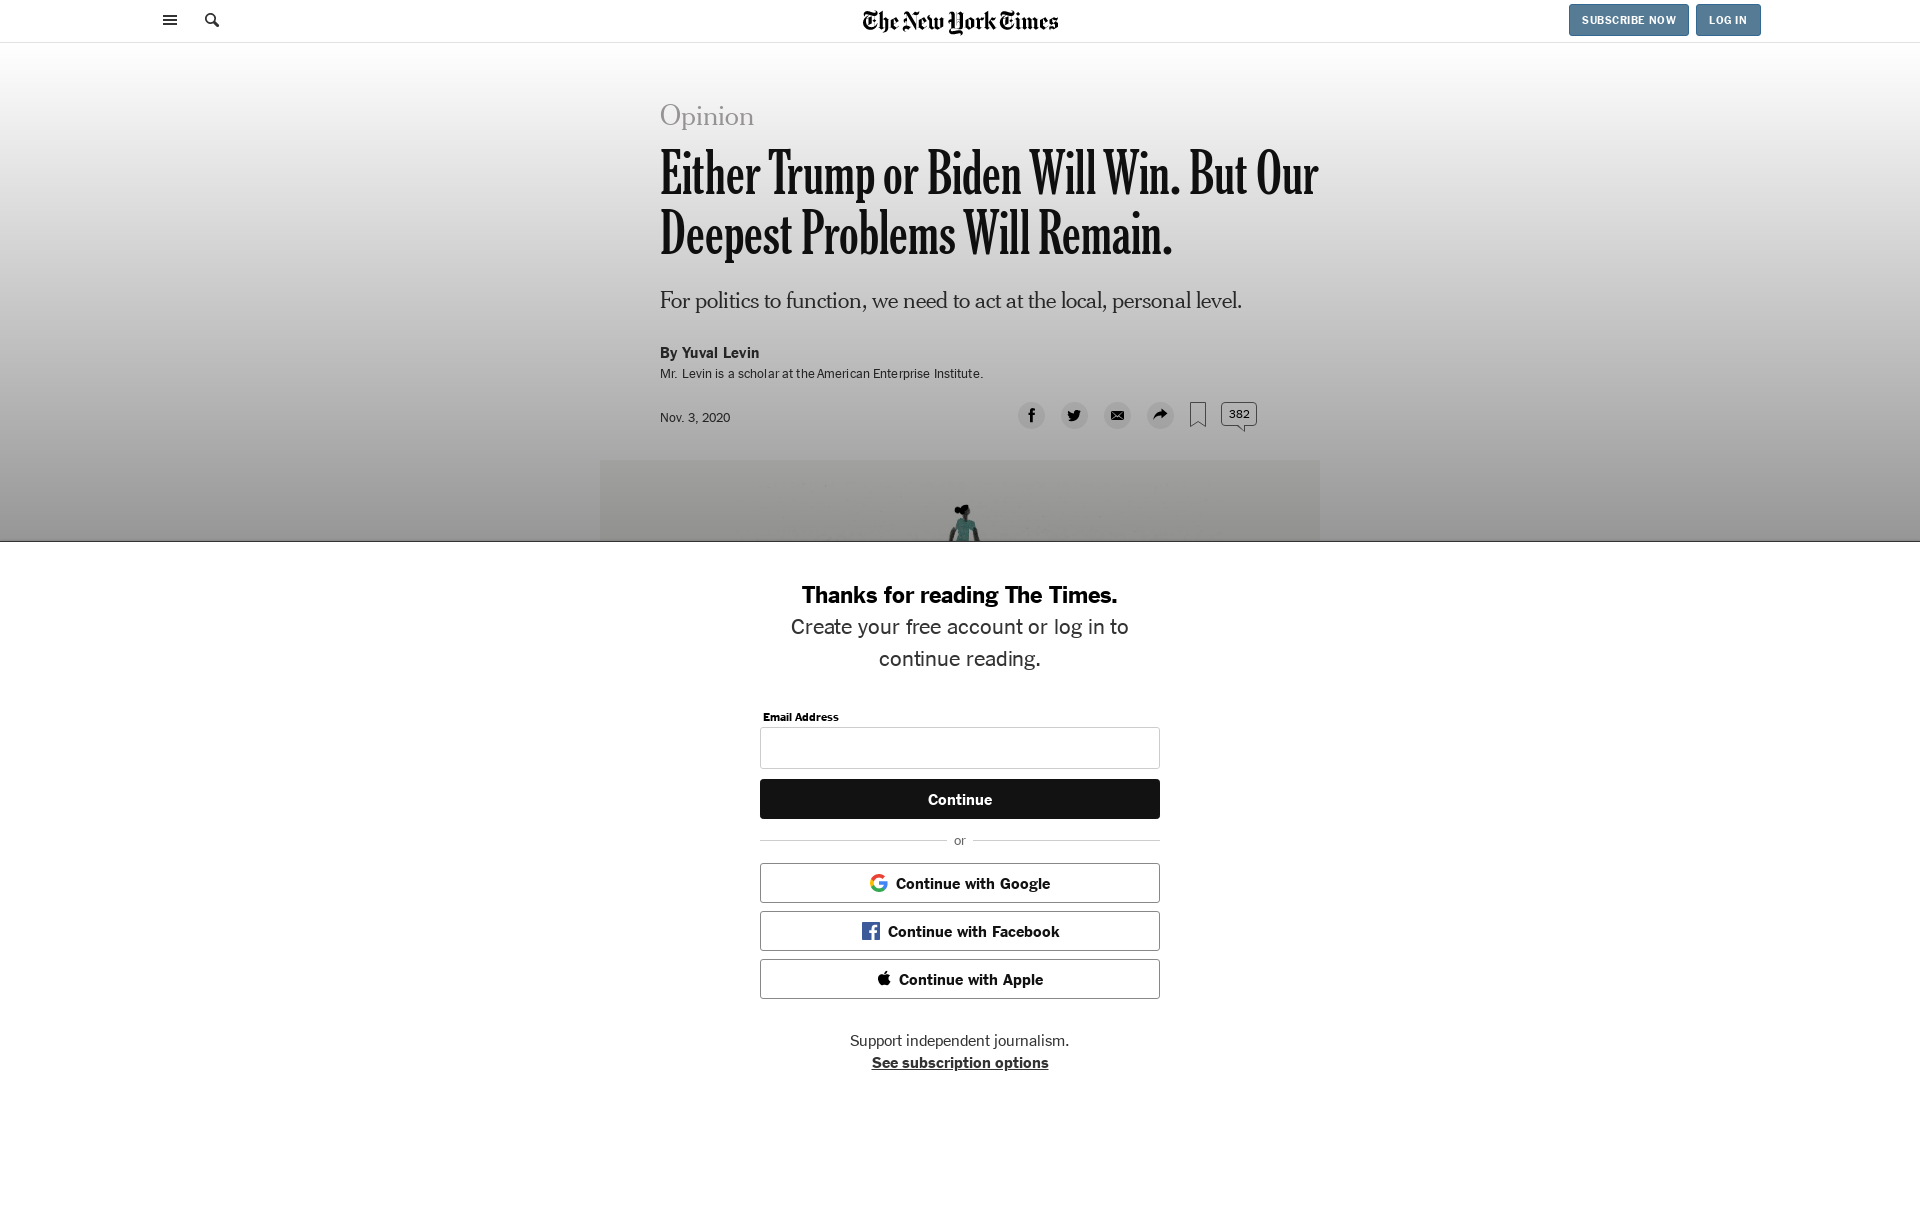 The New York Times
SUBSCRIBE NOW
LOG IN
Opinion
Either Trump or Biden Will Win. But Our
Deepest Problems Will Remain.
For politics to function, we need to act at the local, personal level.
By Yuval Levin
Mr. Levin is a scholar at the American Enterprise Institute.
Nov. 3, 2020
382
Thanks for reading The Times.
Create your free account or log in to
continue reading.
Email Address
Continue
or
Continue with Google
Continue with Facebook
Continue with Apple
Support independent journalism.
See subscription options